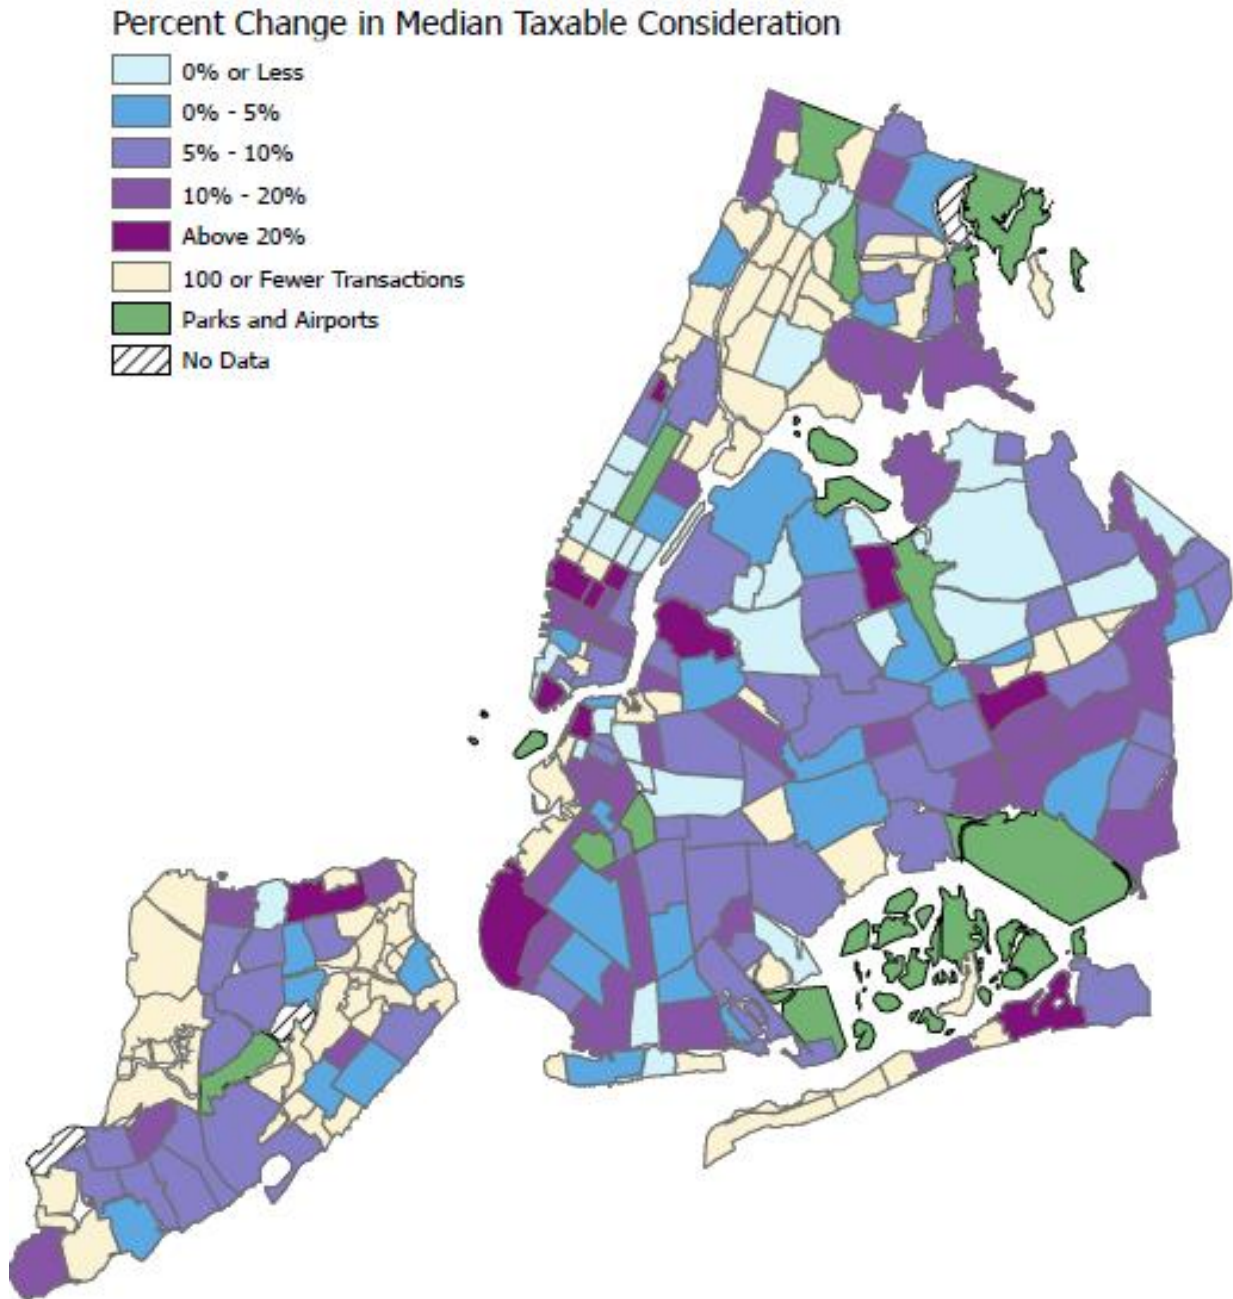 Percent Change in Median Taxable Consideration
0% or Less
0% - 5%
5% - 10%
10% - 20%
Above 20%
100 or Fewer Transactions
Parks and Airports
No Data